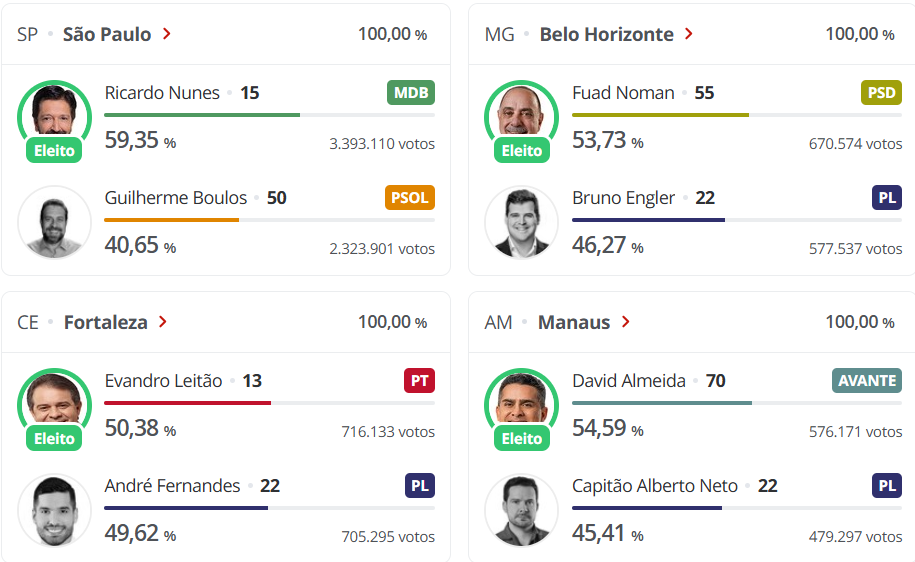 SP • São Paulo > 100,00 %
Ricardo Nunes • 15 MDB
Eleito
59,35 % 3.393.110 votos
Guilherme Boulos • 50 PSOL
40,65 % 2.323.901 votos
MG • Belo Horizonte > 100,00 %
Fuad Noman • 55 PSD
Eleito
53,73 % 670.574 votos
Bruno Engler • 22 PL
46,27 % 577.537 votos
CE • Fortaleza > 100,00 %
Evandro Leitão • 13 PT
Eleito
50,38 % 716.133 votos
André Fernandes • 22 PL
49,62 % 705.295 votos
AM • Manaus > 100,00 %
David Almeida • 70 AVANTE
Eleito
54,59 % 576.171 votos
Capitão Alberto Neto • 22 PL
45,41 % 479.297 votos